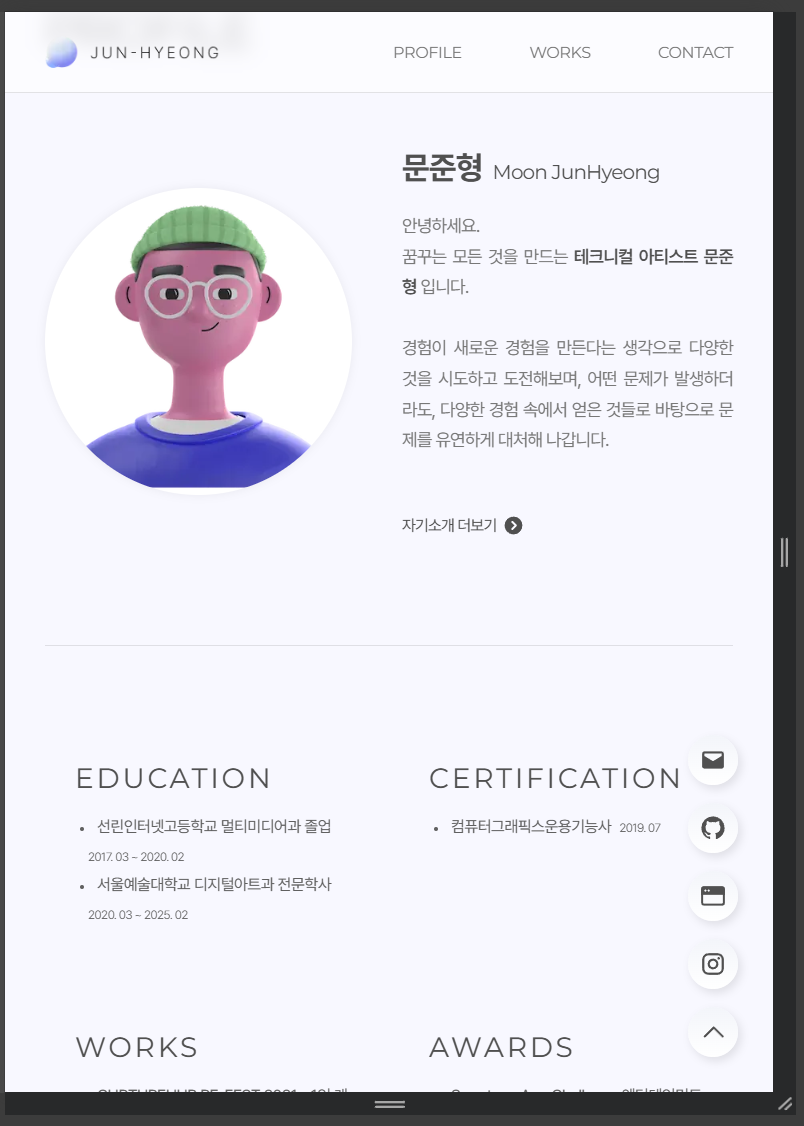 JUN-HYEONG
PROFILE
WORKS
CONTACT
문준형 Moon JunHyeong
안녕하세요.
꿈꾸는 모든 것을 만드는 테크니컬 아티스트 문준
형 입니다.
경험이 새로운 경험을 만든다는 생각으로 다양한
것을 시도하고 도전해보며, 어떤 문제가 발생하더
라도, 다양한 경험 속에서 얻은 것들로 바탕으로 문
제를 유연하게 대처해 나갑니다.
자기소개 더보기
EDUCATION
• 선린인터넷고등학교 멀티미디어과 졸업
2017. 03 ~ 2020. 02
• 서울예술대학교 디지털아트과 전문학사
2020. 03 ~ 2025. 02
CERTIFICATION
• 컴퓨터그래픽스운용기능사 2019. 07
WORKS
AWARDS